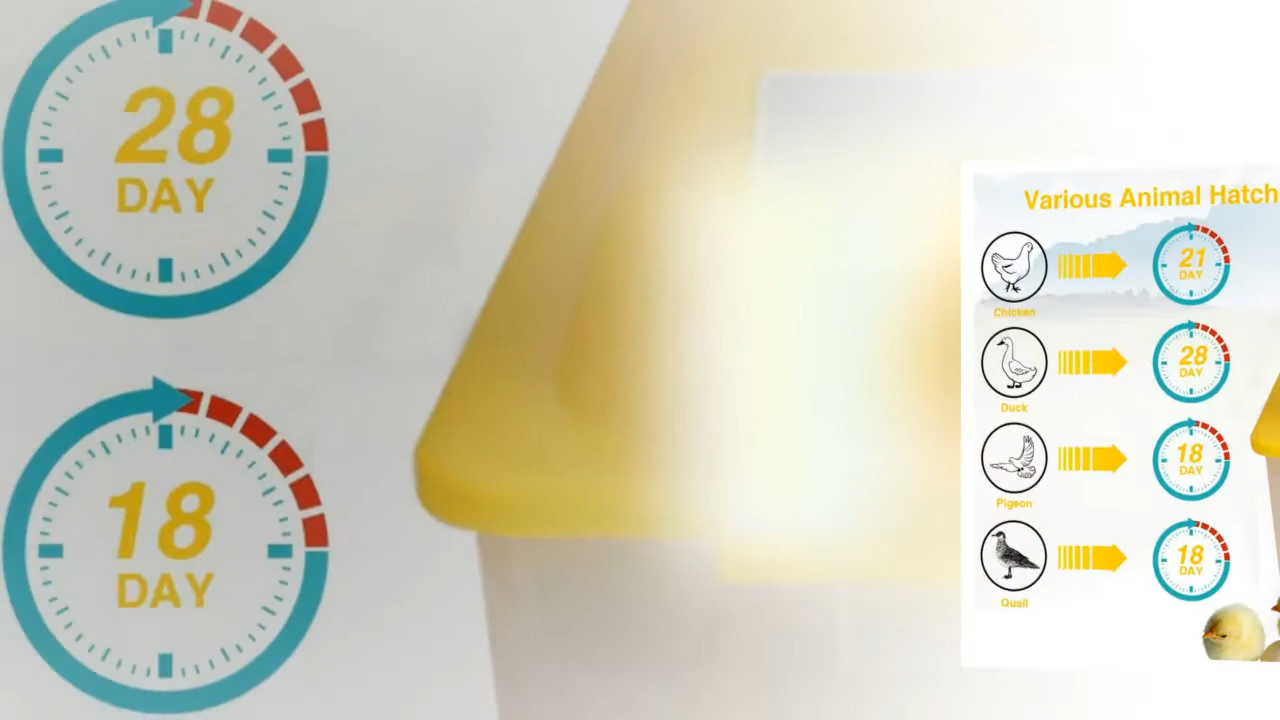 28
DAY
18
DAY
Various Animal Hatch
21
DAY
Chicken
28
DAY
Duck
18
DAY
Pigeon
18
DAY
Quail